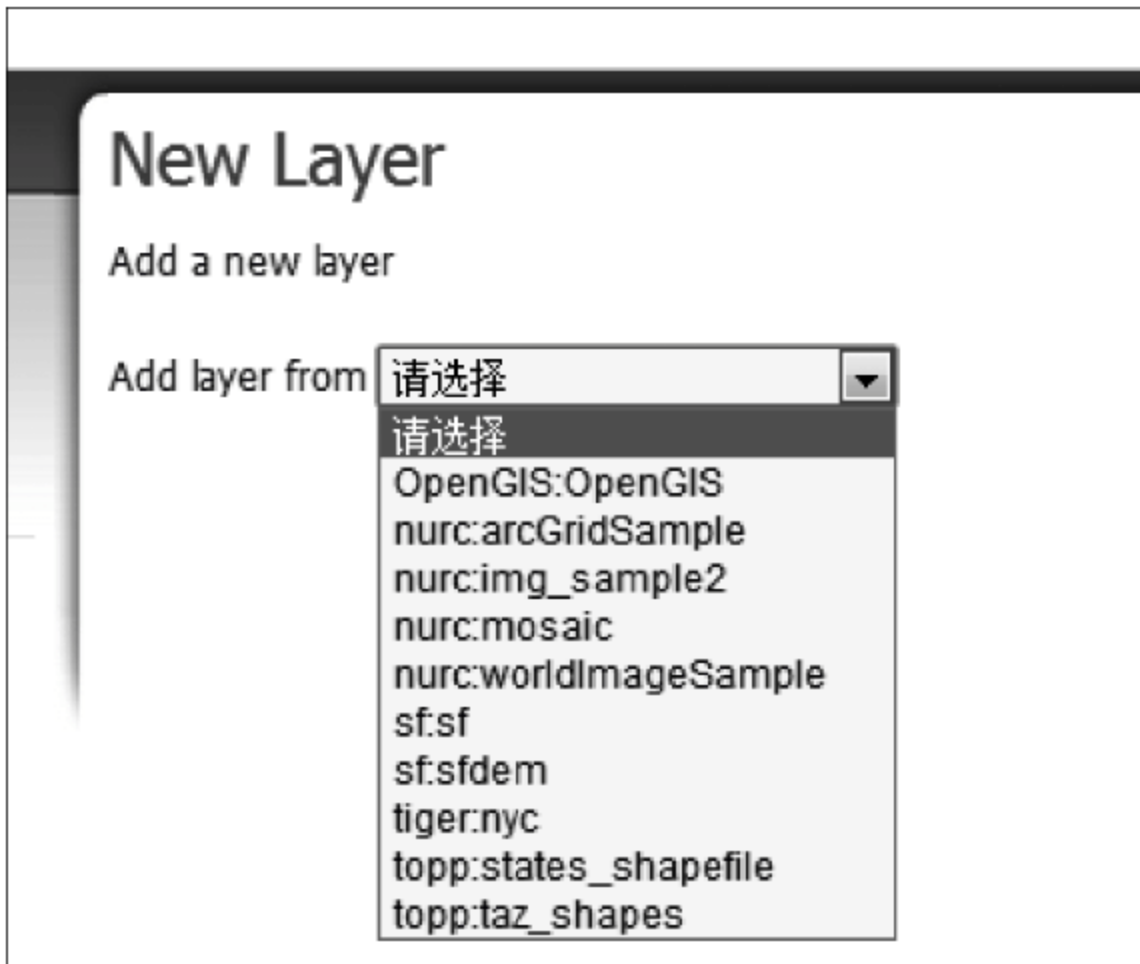 New Layer
Add a new layer
Add layer from 请选择
请选择
OpenGIS:OpenGIS
nurc:arcGridSample
nurc:img_sample2
nurc:mosaic
nurc:worldImageSample
sf:sf
sf:sfdem
tiger:nyc
topp:states_shapefile
topp:taz_shapes